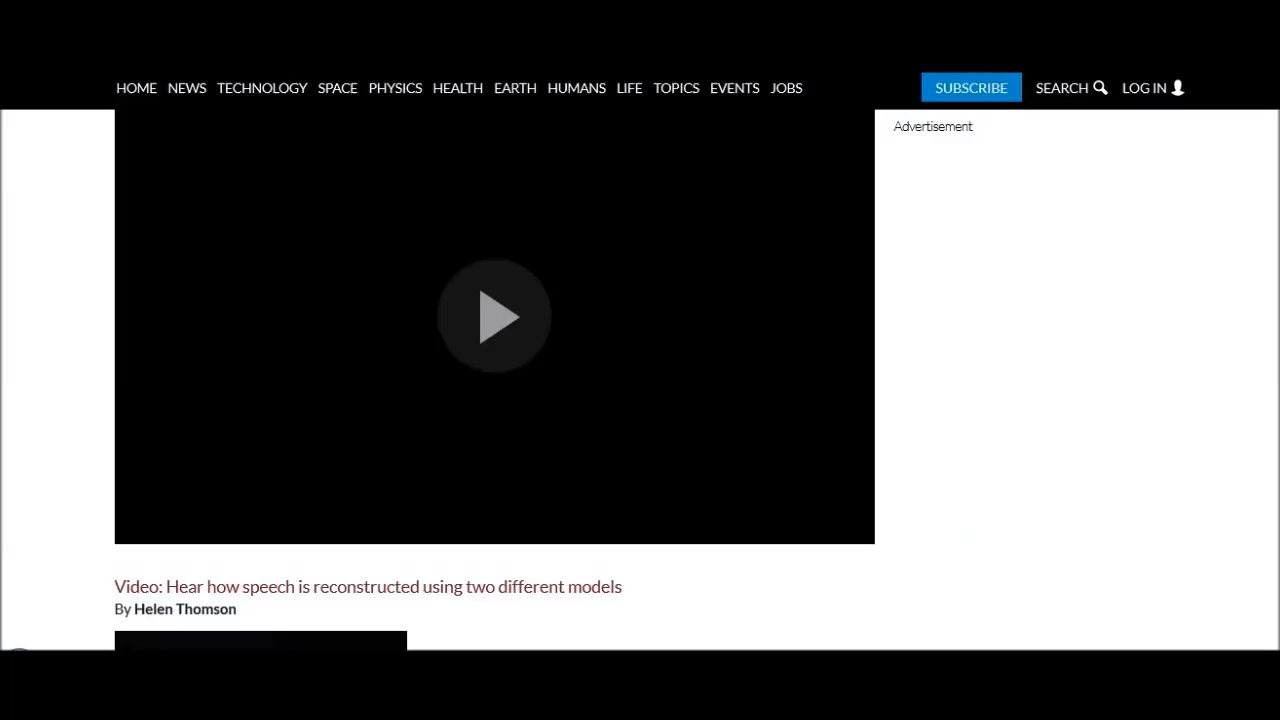 HOME NEWS TECHNOLOGY SPACE PHYSICS HEALTH EARTH HUMANS LIFE TOPICS EVENTS JOBS SUBSCRIBE SEARCH LOG IN
Advertisement
Video: Hear how speech is reconstructed using two different models
By Helen Thomson